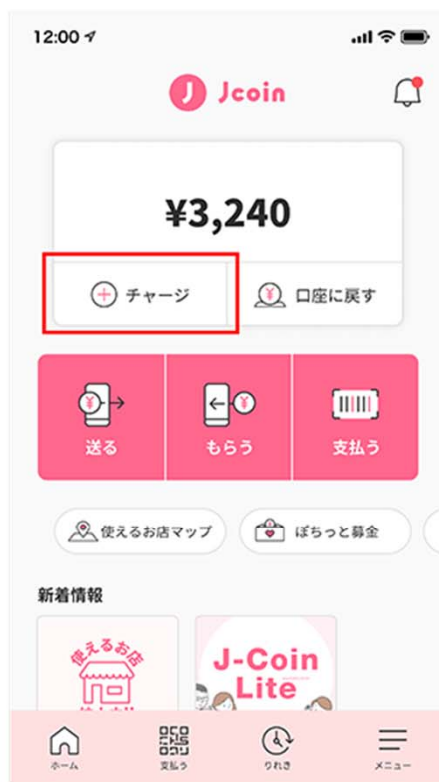 12:00
J Jcoin
¥3,240
チャージ
口座に戻す
送る
もらう
支払う
使えるお店マップ
ぽちっと募金
新着情報
使えるお店
J-Coin
Lite
ホーム
支払う
りれき
メニュー